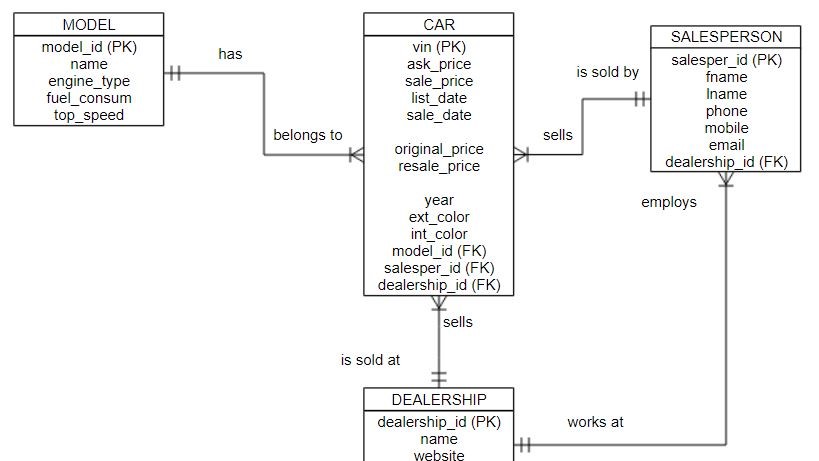 MODEL
model_id (PK)
name
engine_type
fuel_consum
top_speed
has
belongs to
CAR
vin (PK)
ask_price
sale_price
list_date
sale_date
original_price
resale_price
year
ext_color
int_color
model_id (FK)
salesper_id (FK)
dealership_id (FK)
is sold by
sells
SALESPERSON
salesper_id (PK)
fname
lname
phone
mobile
email
dealership_id (FK)
employs
sells
is sold at
DEALERSHIP
dealership_id (PK)
name
website
works at